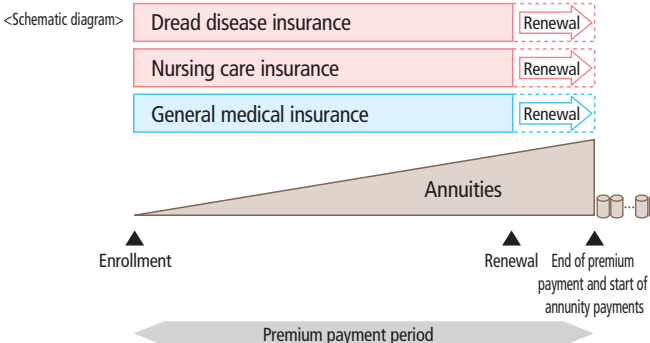 <Schematic diagram>
Dread disease insurance
Renewal
Nursing care insurance
Renewal
General medical insurance
Renewal
Annuities
Enrollment
Renewal
End of premium
payment and start of
annunity payments
Premium payment period